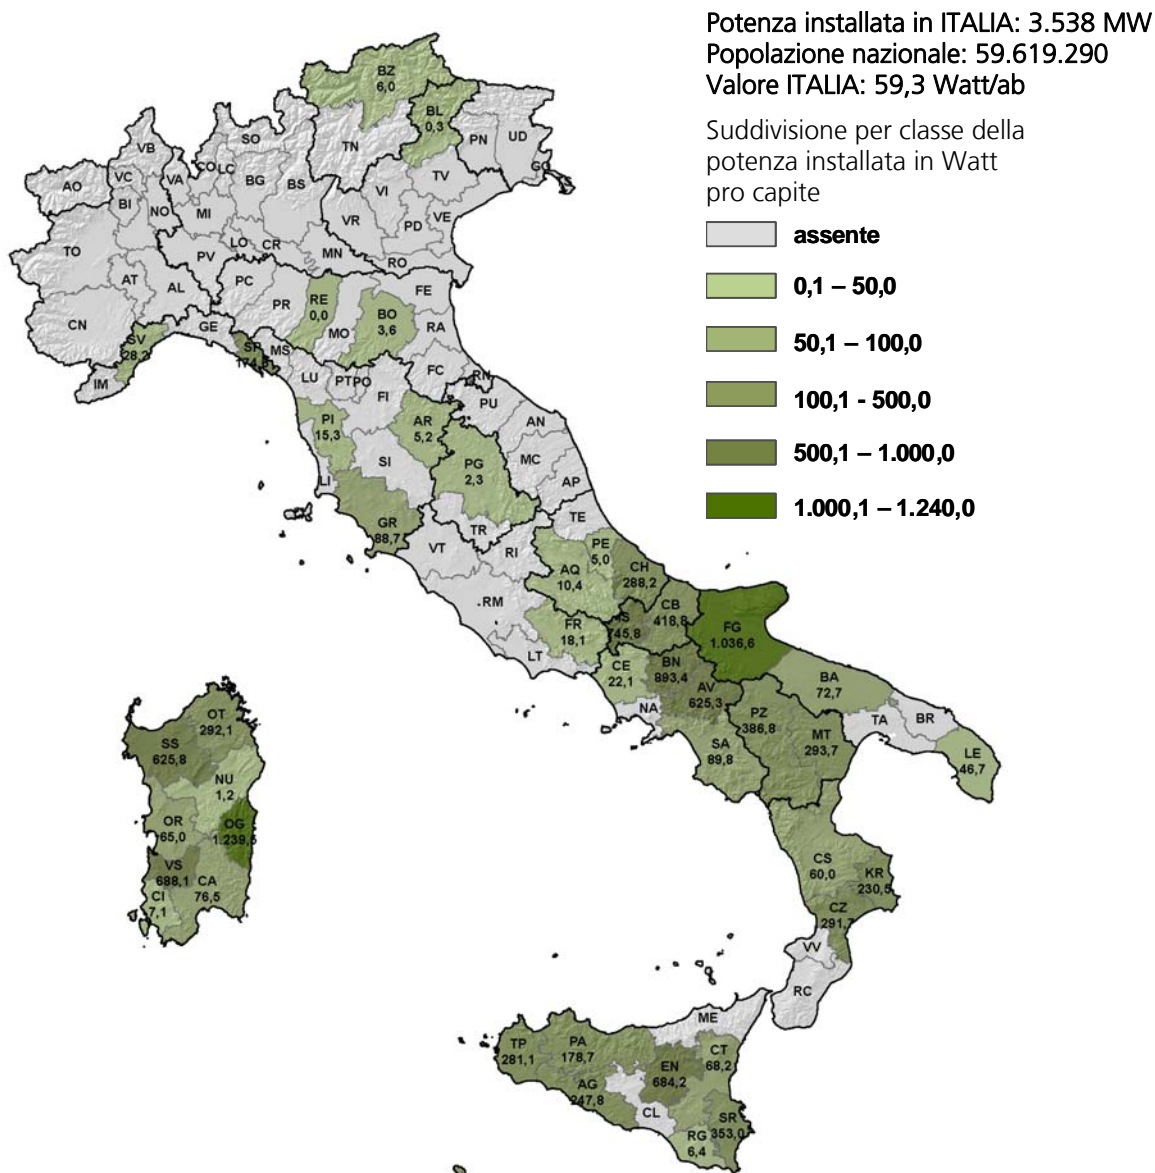 Potenza installata in ITALIA: 3.538 MW
Popolazione nazionale: 59.619.290
Valore ITALIA: 59,3 Watt/ab
Suddivisione per classe della
potenza installata in Watt
pro capite
assente
0,1 – 50,0
50,1 – 100,0
100,1 - 500,0
500,1 – 1.000,0
1.000,1 – 1.240,0
BZ
6,0
BL
0,3
SO
TN
PN
UD
GO
VB
CO
LC
AO
VC
VA
BG
BS
VI
TV
BI
NO
MI
VR
PD
VE
TO
LO
CR
PV
MN
RO
AT
AL
PC
FE
PR
RE
0,0
BO
3,6
MO
RA
CN
GE
SV
28,2
SP
MS
IM
LU
PT
PO
FC
RN
FI
PU
PI
15,3
AR
5,2
AN
SI
PG
2,3
MC
LI
AP
GR
88,7
TR
TE
VT
RI
PE
5,0
AQ
10,4
CH
288,2
RM
CB
418,8
IS
745,8
FR
18,1
FG
1.036,6
LT
CE
22,1
BN
893,4
AV
625,3
BA
72,7
NA
PZ
386,8
TA
BR
MT
293,7
SA
89,8
LE
46,7
OT
292,1
SS
625,8
NU
1,2
OR
65,0
OG
1.239,5
VS
688,1
CA
76,5
CI
7,1
CS
60,0
KR
230,5
CZ
291,7
VV
RC
ME
TP
281,1
PA
178,7
CT
68,2
EN
684,2
AG
247,8
CL
SR
353,0
RG
6,4